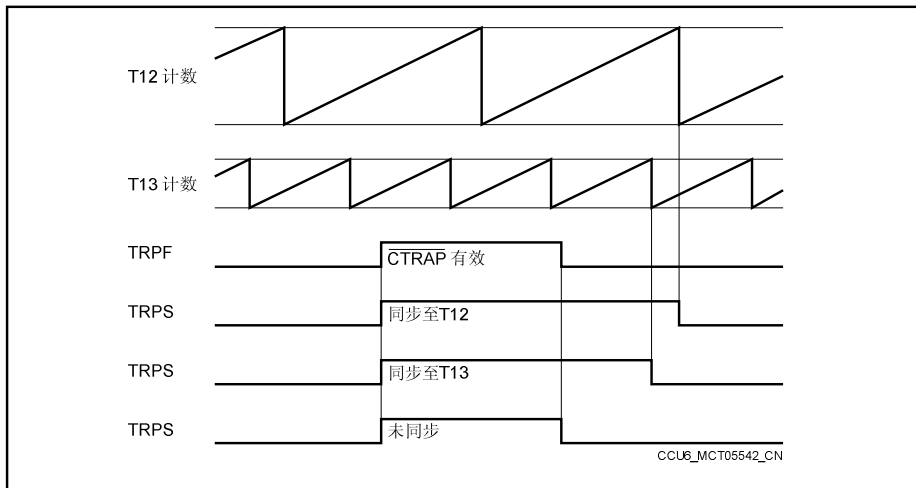 T12 计数
T13 计数
TRPF
CTRAP 有效
TRPS
同步至T12
TRPS
同步至T13
TRPS
未同步
CCU6_MCT05542_CN